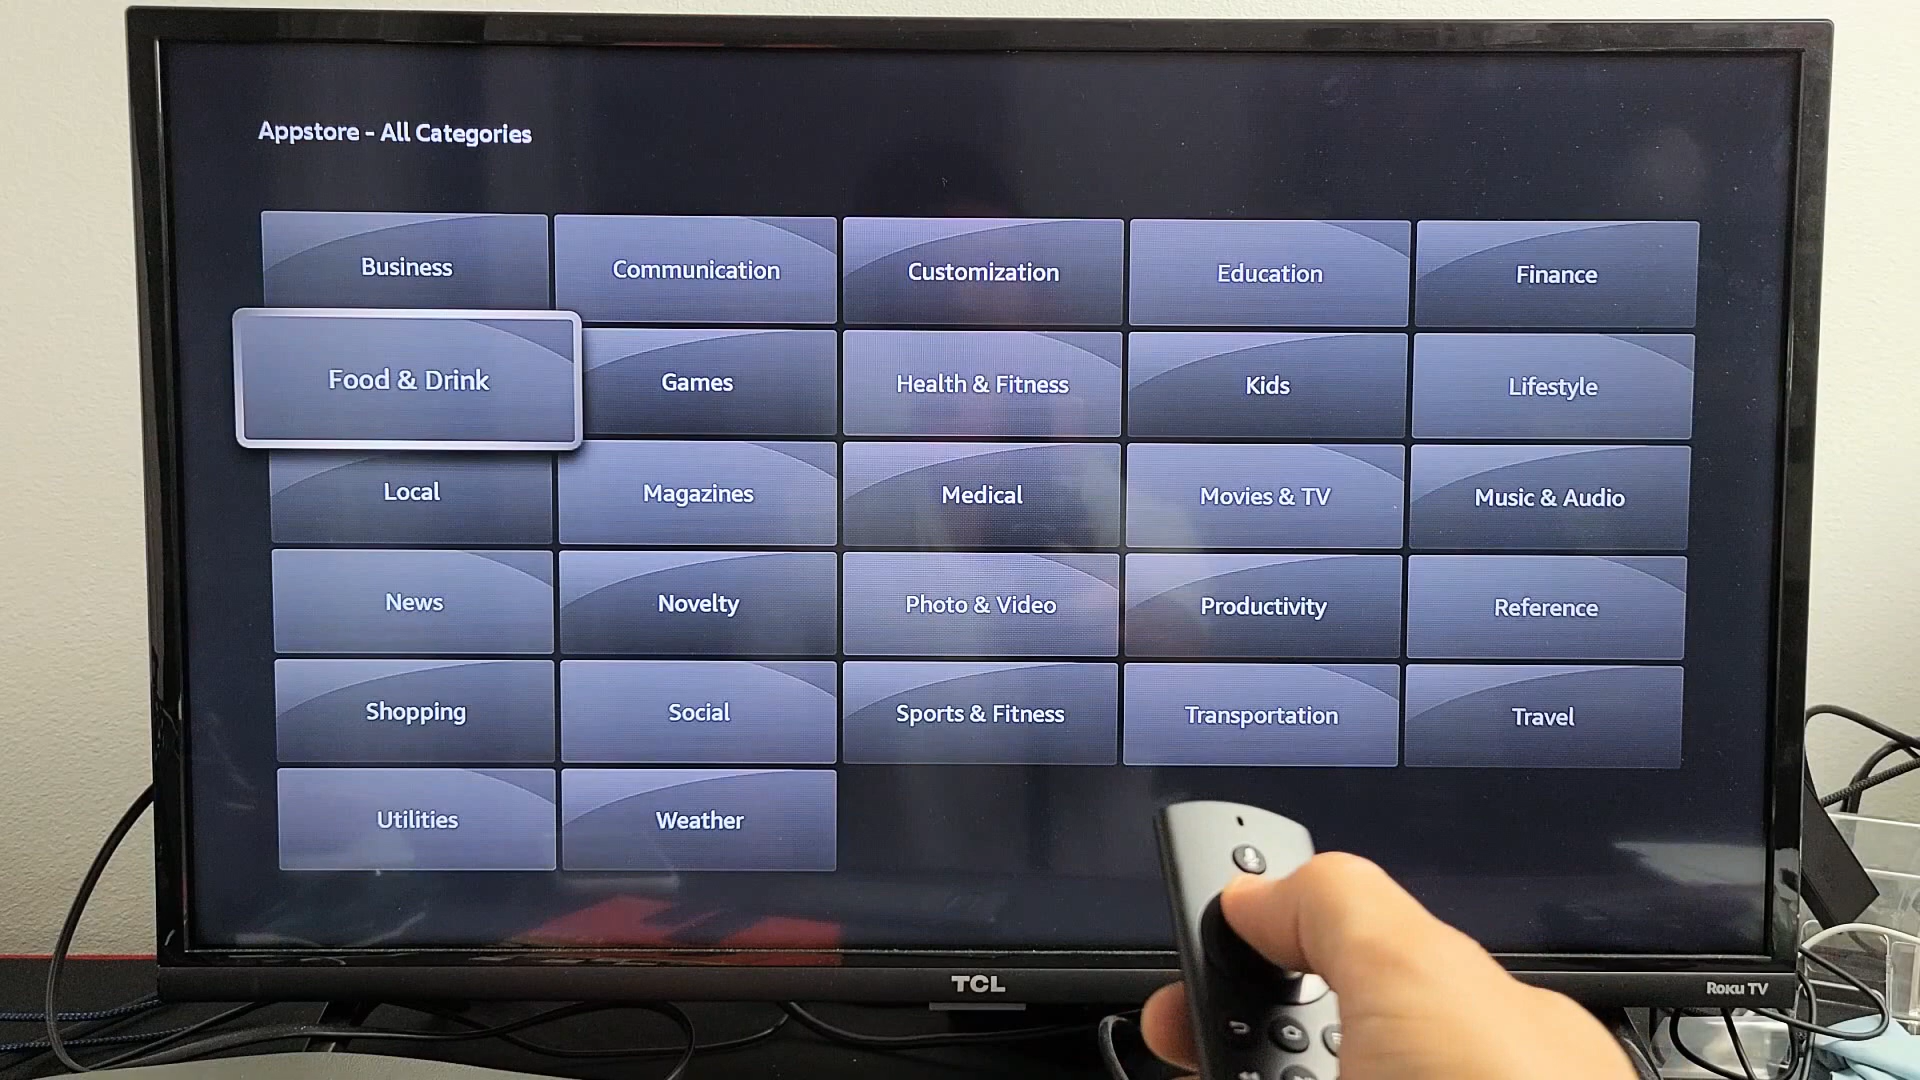 Appstore - All Categories
Business
Communication
Customization
Education
Finance
Food & Drink
Games
Health & Fitness
Kids
Lifestyle
Local
Magazines
Medical
Movies & TV
Music & Audio
News
Novelty
Photo & Video
Productivity
Reference
Shopping
Social
Sports & Fitness
Transportation
Travel
Utilities
Weather
TCL
Roku TV